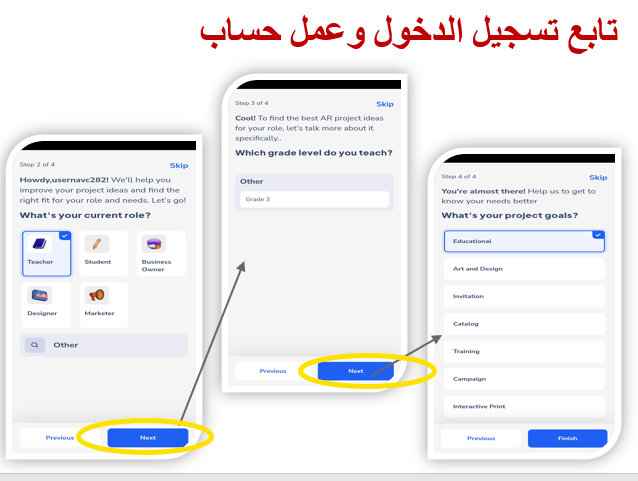 تابع تسجيل الدخول وعمل حساب
Step 2 of 4
Skip
Howdy,usernavc282! We'll help you
improve your project ideas and find the
right fit for your role and needs. Let's go!
What's your current role?
Teacher
Student
Business
Owner
Designer
Marketer
Other
Previous
Next
Step 3 of 4
Skip
Cool! To find the best AR project ideas
for your role, let's talk more about it
specifically..
Which grade level do you teach?
Other
Grade 3
Previous
Next
Step 4 of 4
Skip
You're almost there! Help us to get to
know your needs better
What's your project goals?
Educational
Art and Design
Invitation
Catalog
Training
Campaign
Interactive Print
Previous
Finish